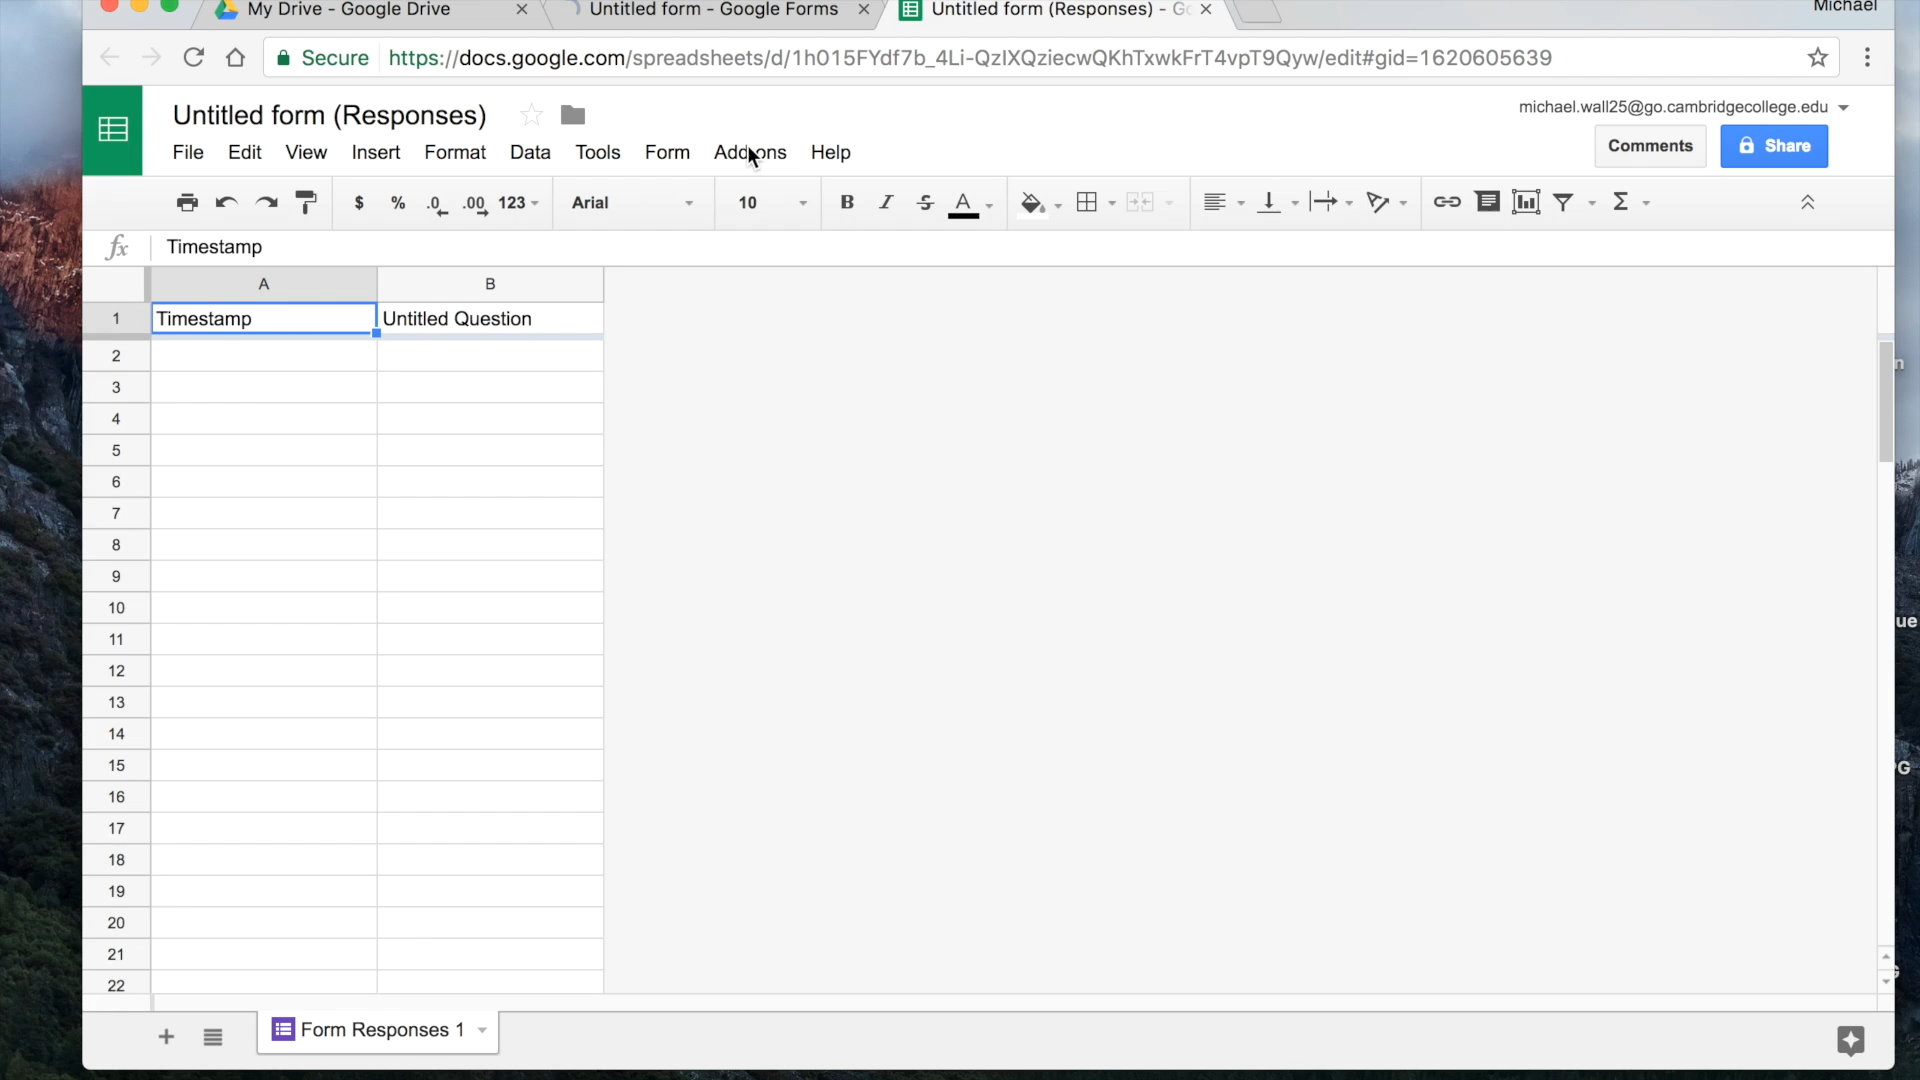 My Drive - Google Drive
Untitled form - Google Forms
Untitled form (Responses) - Go
Michael
Secure
https://docs.google.com/spreadsheets/d/1h015FYdf7b_4Li-QzIXQziecwQKhTxwkFrT4vpT9Qyw/edit#gid=1620605639
Untitled form (Responses)
michael.wall25@go.cambridgecollege.edu
File Edit View Insert Format Data Tools Form Add-ons Help
Comments
Share
$ % .0 .00 123 Arial 10 B I S A Σ
fx Timestamp
A B
1 Timestamp Untitled Question
2
3
4
5
6
7
8
9
10
11
12
13
14
15
16
17
18
19
20
21
22
Form Responses 1
n
ue
G